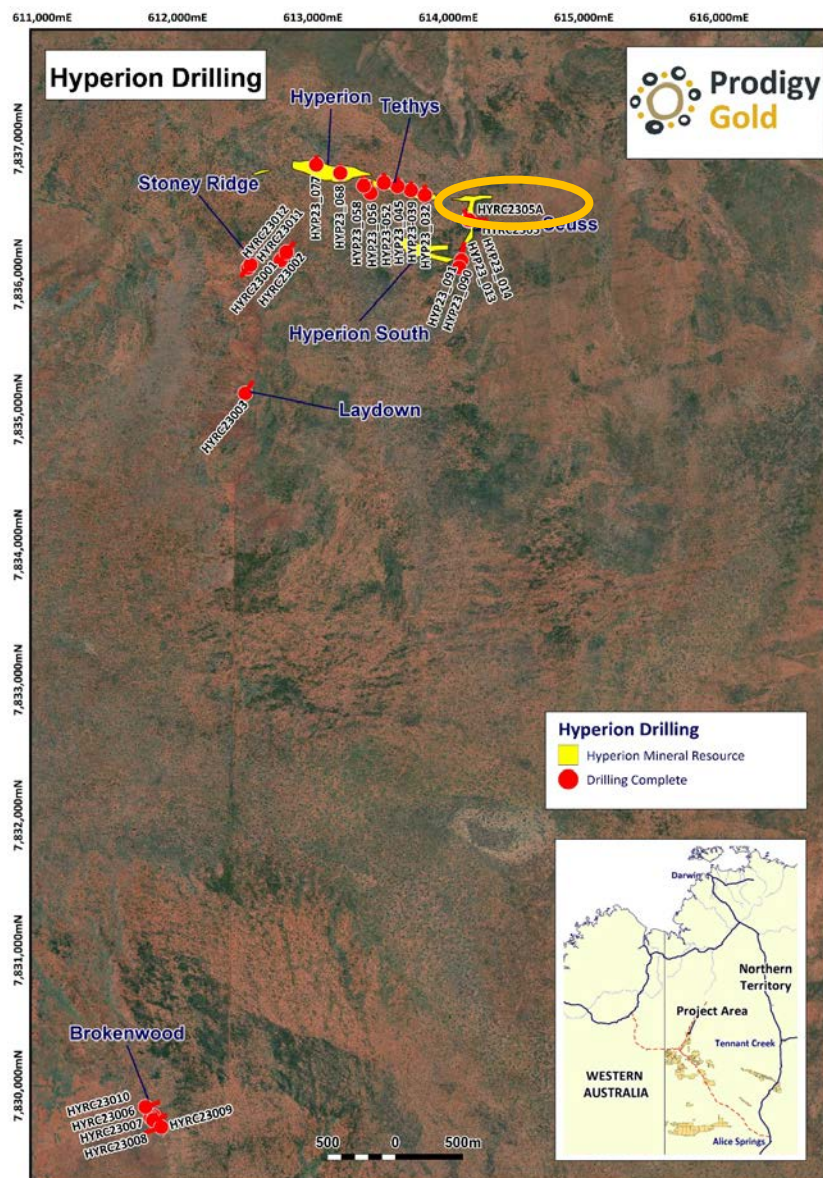 611,000mE 612,000mE 613,000mE 614,000mE 615,000mE 616,000mE
Hyperion Drilling
Prodigy
Gold
Hyperion
Tethys
Stoney Ridge
7,837,000mN
HYRC2305A
HYP23_077
HYP23_068
HYP23_058
HYP23_056
HYP23_052
HYP23_045
HYP23_039
HYP23_032
HYRC23012
HYRC23011
HYRC23001
HYRC23002
7,836,000mN
HYP23_091
HYP23_090
HYP23_013
HYP23_014
Hyperion South
7,835,000mN
Laydown
HYRC23003
7,834,000mN
7,833,000mN
Hyperion Drilling
Hyperion Mineral Resource
Drilling Complete
7,832,000mN
7,831,000mN
Darwin
Northern
Territory
Project Area
Tennant Creek
WESTERN
AUSTRALIA
Alice Springs
7,830,000mN
Brokenwood
HYRC23010
HYRC23006
HYRC23007
HYRC23008
HYRC23009
500 0 500m